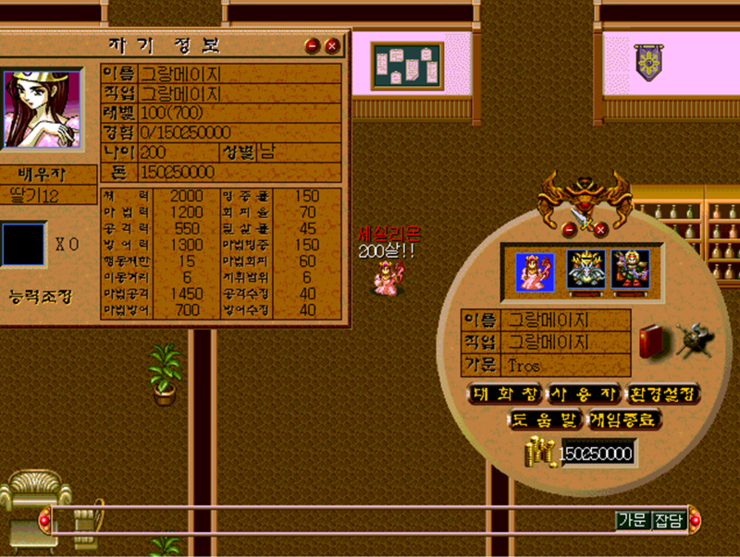 자기 정보
이름 그랑메이지
직업 그랑메이지
레벨 100(700)
경험 0/150250000
나이 200 성별 남
돈 150250000
배우자
딸기12
X 0
능력조정
체 력 2000 명중률 150
마법력 1200 회피율 70
공격력 550 필살률 45
방어력 1300 마법명중 150
행동제한 15 마법회피 60
이동거리 6 지휘범위 6
마법공격 1450 공격수정 40
마법방어 700 방어수정 40
세실리몬
200살!!
이름 그랑메이지
직업 그랑메이지
가문 Tros
대 화 창 사 용 자 환경설정
도 움 말 게임종료
150250000
가문 잡담